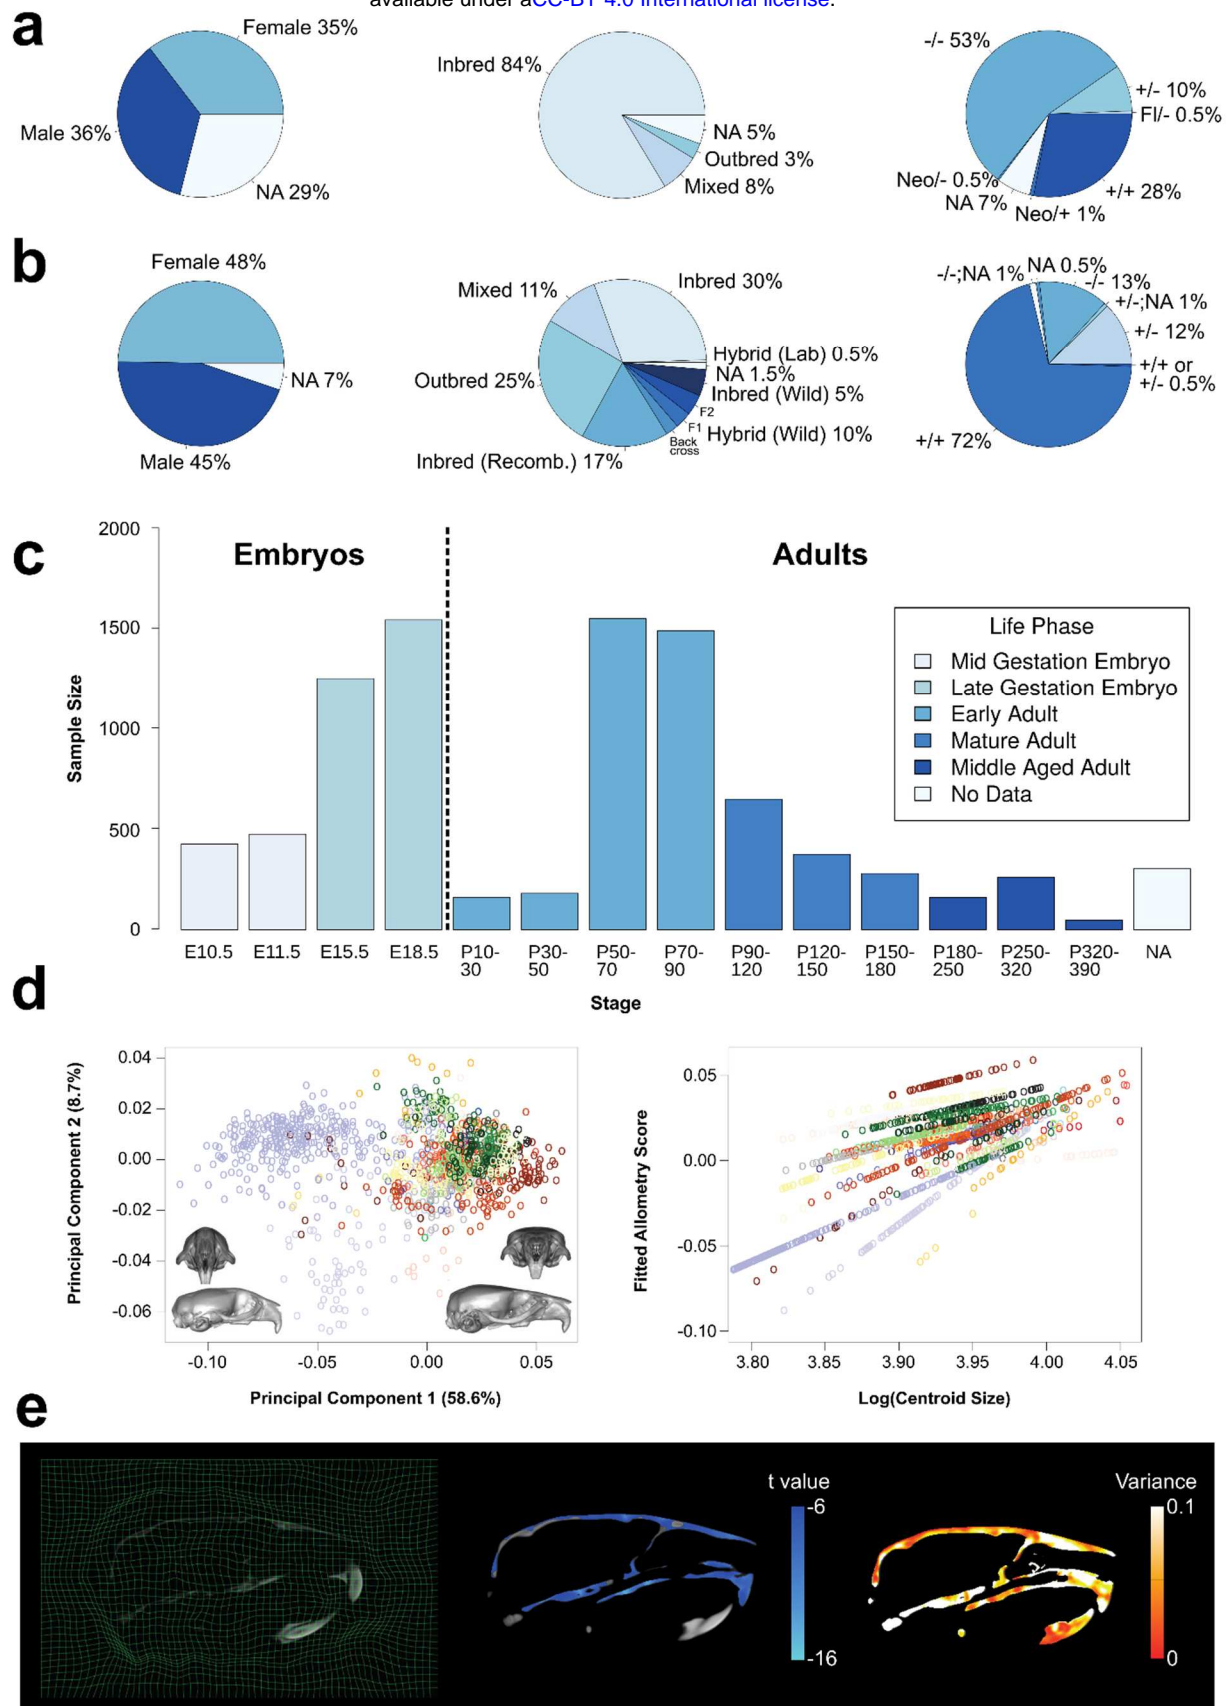 available under aCC-BY 4.0 International license.
a
Female 35%
Male 36%
NA 29%
Inbred 84%
NA 5%
Outbred 3%
Mixed 8%
-/- 53%
+/- 10%
Fl/- 0.5%
+/+ 28%
Neo/- 0.5%
NA 7%
Neo/+ 1%
b
Female 48%
NA 7%
Male 45%
Mixed 11%
Inbred 30%
Outbred 25%
Hybrid (Lab) 0.5%
NA 1.5%
Inbred (Wild) 5%
F2
F1
Hybrid (Wild) 10%
Back
cross
Inbred (Recomb.) 17%
-/-;NA 1%
NA 0.5%
-/- 13%
+/-;NA 1%
+/- 12%
+/+ or
+/- 0.5%
+/+ 72%
c
Embryos
Adults
Sample Size
2000
1500
1000
500
0
Life Phase
Mid Gestation Embryo
Late Gestation Embryo
Early Adult
Mature Adult
Middle Aged Adult
No Data
E10.5
E11.5
E15.5
E18.5
P10-
30
P30-
50
P50-
70
P70-
90
P90-
120
P120-
150
P150-
180
P180-
250
P250-
320
P320-
390
NA
Stage
d
Principal Component 2 (8.7%)
0.04
0.02
0.00
-0.02
-0.04
-0.06
-0.10
-0.05
0.00
0.05
Principal Component 1 (58.6%)
Fitted Allometry Score
0.05
0.00
-0.05
-0.10
3.80
3.85
3.90
3.95
4.00
4.05
Log(Centroid Size)
e
t value
-6
-16
Variance
0.1
0